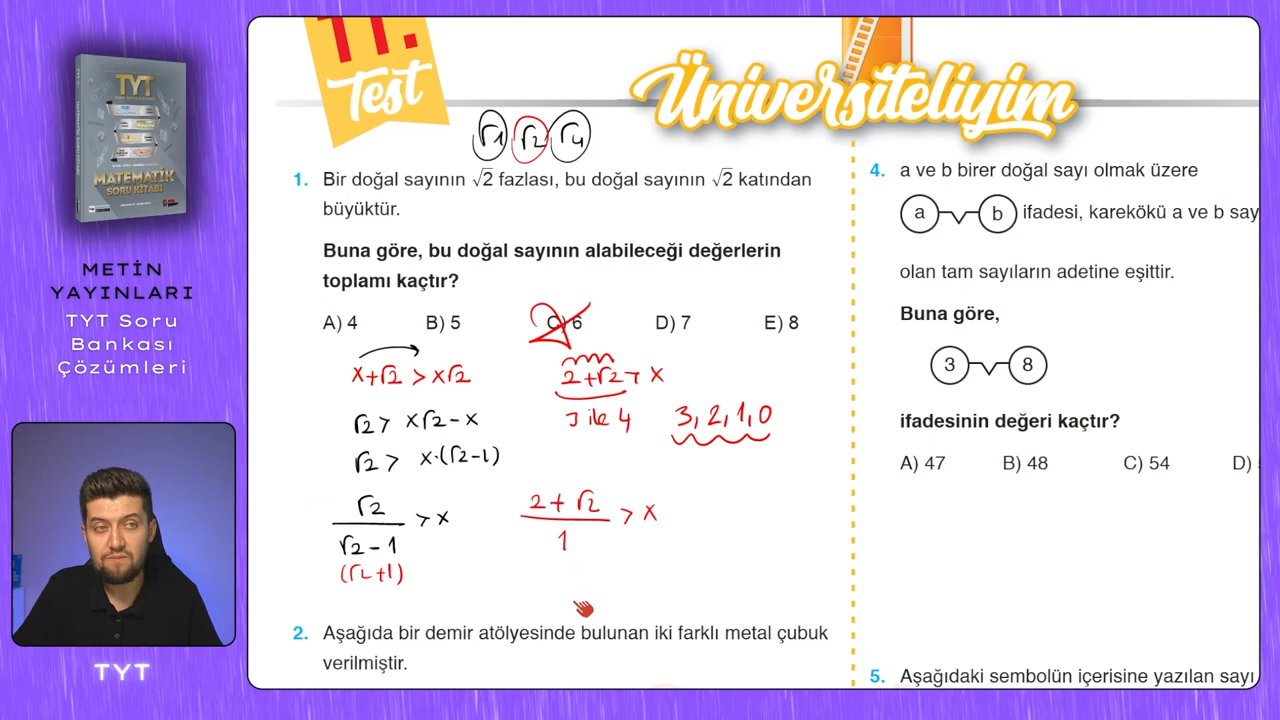 TYT
MATEMATİK
SORU KİTABI
METİN
YAYINLARI
TYT Soru
Bankası
Çözümleri
TYT
11.
Test
Üniversiteliyim
√1 √2 √4
1. Bir doğal sayının √2 fazlası, bu doğal sayının √2 katından
büyüktür.
Buna göre, bu doğal sayının alabileceği değerlerin
toplamı kaçtır?
A) 4 B) 5 C) 6 D) 7 E) 8
x+√2 > x√2
√2 > x√2 - x
√2 > x·(√2-1)
√2 / √2 - 1 > x
(√2+1)
2+√2 > x
3 ile 4
3, 2, 1, 0
2 + √2 / 1 > x
2. Aşağıda bir demir atölyesinde bulunan iki farklı metal çubuk
verilmiştir.
4. a ve b birer doğal sayı olmak üzere
a b ifadesi, karekökü a ve b say
olan tam sayıların adetine eşittir.
Buna göre,
3 8
ifadesinin değeri kaçtır?
A) 47 B) 48 C) 54 D)
5. Aşağıdaki sembolün içerisine yazılan sayı